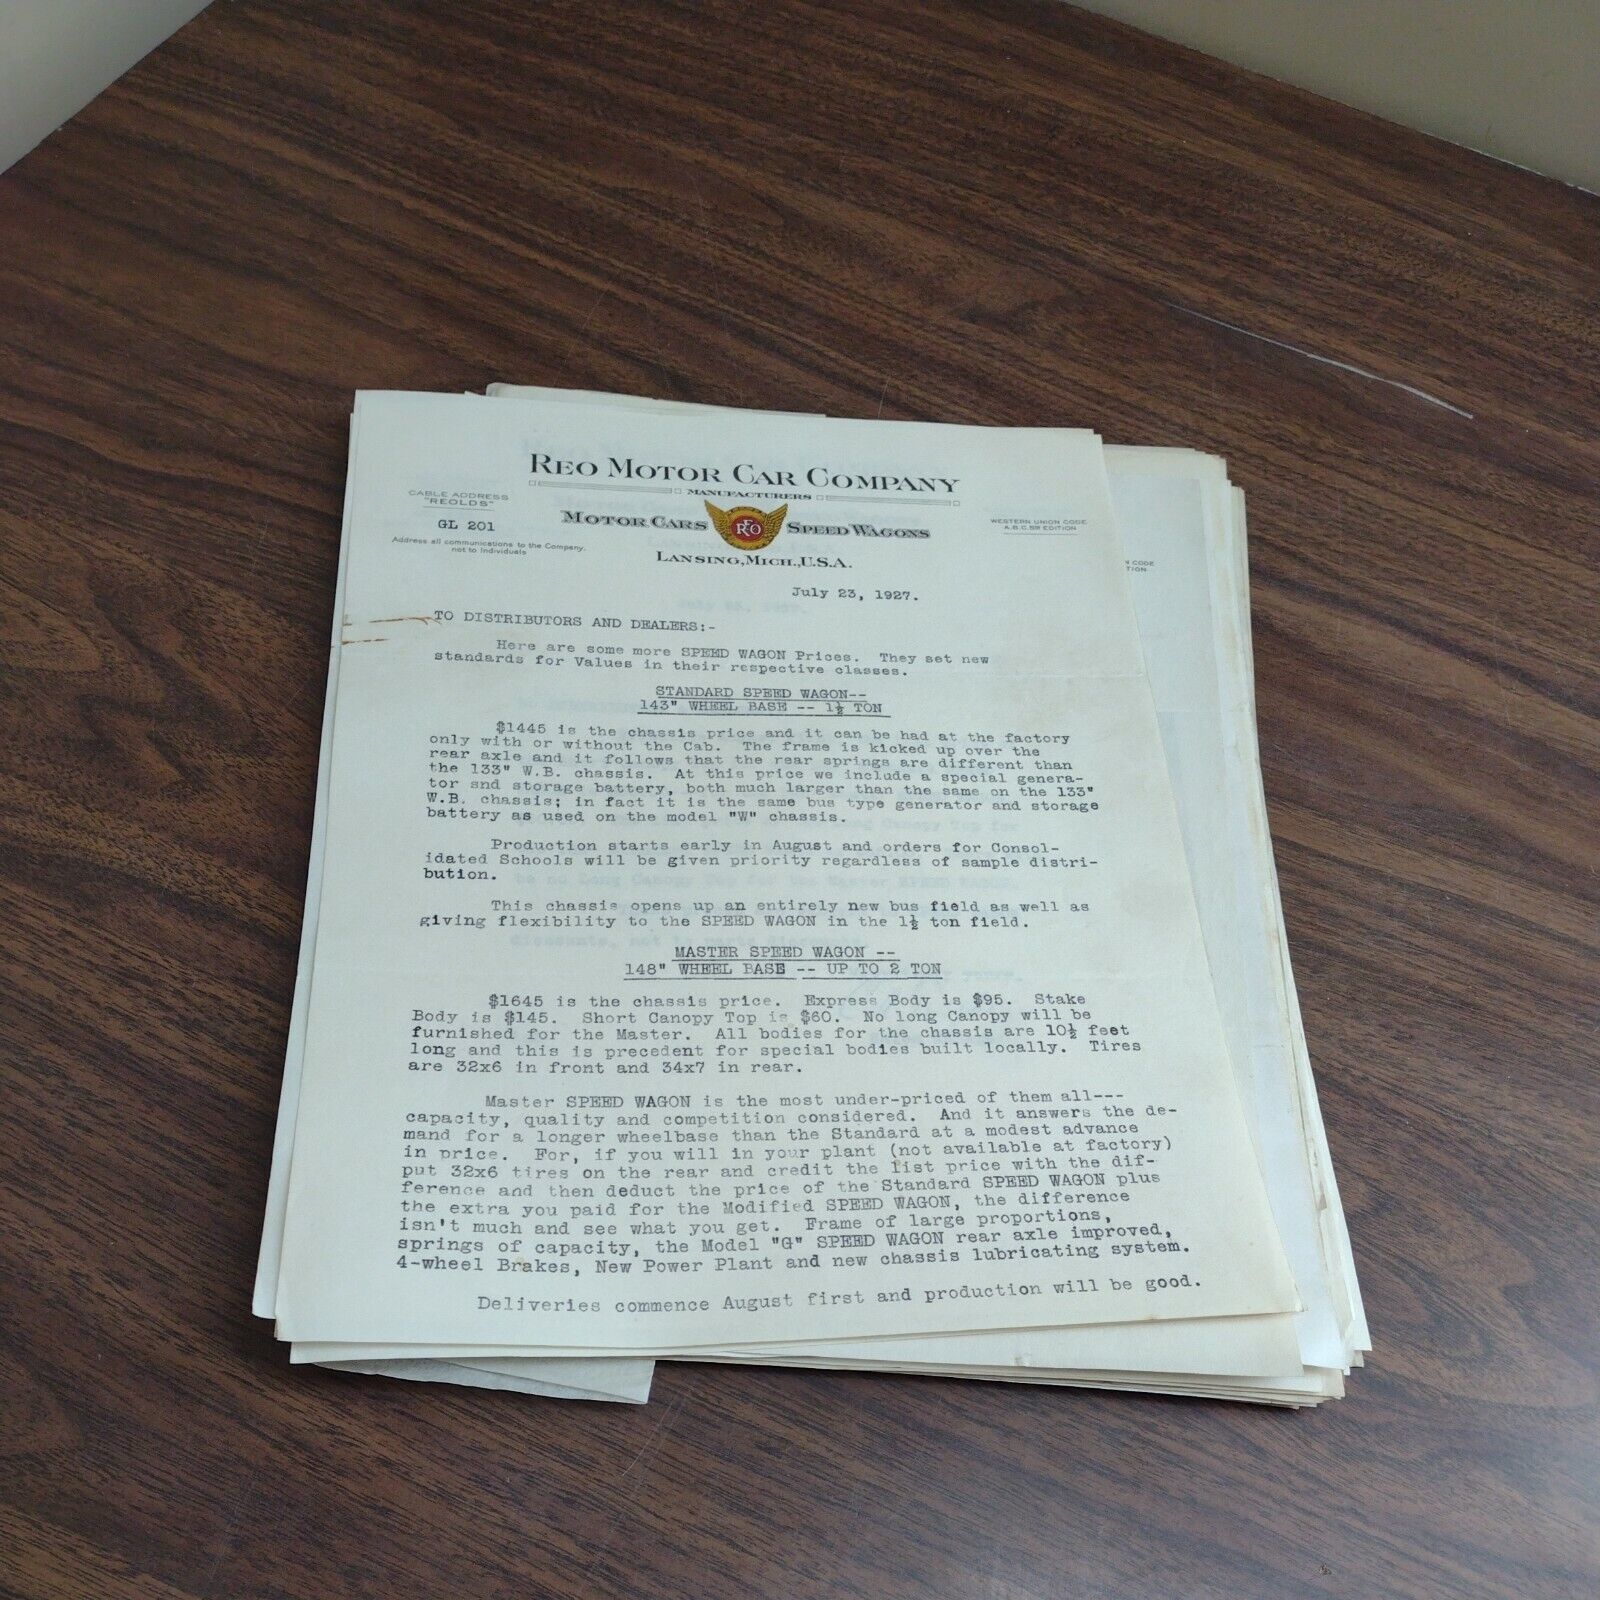 REO MOTOR CAR COMPANY
MANUFACTURERS
CABLE ADDRESS
"REOLDS"
GL 201
Address all communications to the Company,
not to Individuals
MOTOR CARS REO SPEED WAGONS
LANSING, MICH., U.S.A.
WESTERN UNION CODE
A.B.C. 5TH EDITION
N CODE
TION
July 23, 1927.
TO DISTRIBUTORS AND DEALERS:-
Here are some more SPEED WAGON Prices. They set new
standards for Values in their respective classes.
STANDARD SPEED WAGON--
143" WHEEL BASE -- 1½ TON
$1445 is the chassis price and it can be had at the factory
only with or without the Cab. The frame is kicked up over the
rear axle and it follows that the rear springs are different than
the 133" W.B. chassis. At this price we include a special genera-
tor snd storage battery, both much larger than the same on the 133"
W.B. chassis; in fact it is the same bus type generator and storage
battery as used on the model "W" chassis.
Production starts early in August and orders for Consol-
idated Schools will be given priority regardless of sample distri-
bution.
This chassis opens up an entirely new bus field as well as
giving flexibility to the SPEED WAGON in the 1½ ton field.
MASTER SPEED WAGON --
148" WHEEL BASE -- UP TO 2 TON
$1645 is the chassis price. Express Body is $95. Stake
Body is $145. Short Canopy Top is $60. No long Canopy will be
furnished for the Master. All bodies for the chassis are 10½ feet
long and this is precedent for special bodies built locally. Tires
are 32x6 in front and 34x7 in rear.
Master SPEED WAGON is the most under-priced of them all---
capacity, quality and competition considered. And it answers the de-
mand for a longer wheelbase than the Standard at a modest advance
in price. For, if you will in your plant (not available at factory)
put 32x6 tires on the rear and credit the list price with the dif-
ference and then deduct the price of the Standard SPEED WAGON plus
the extra you paid for the Modified SPEED WAGON, the difference
isn't much and see what you get. Frame of large proportions,
springs of capacity, the Model "G" SPEED WAGON rear axle improved,
4-wheel Brakes, New Power Plant and new chassis lubricating system.
Deliveries commence August first and production will be good.